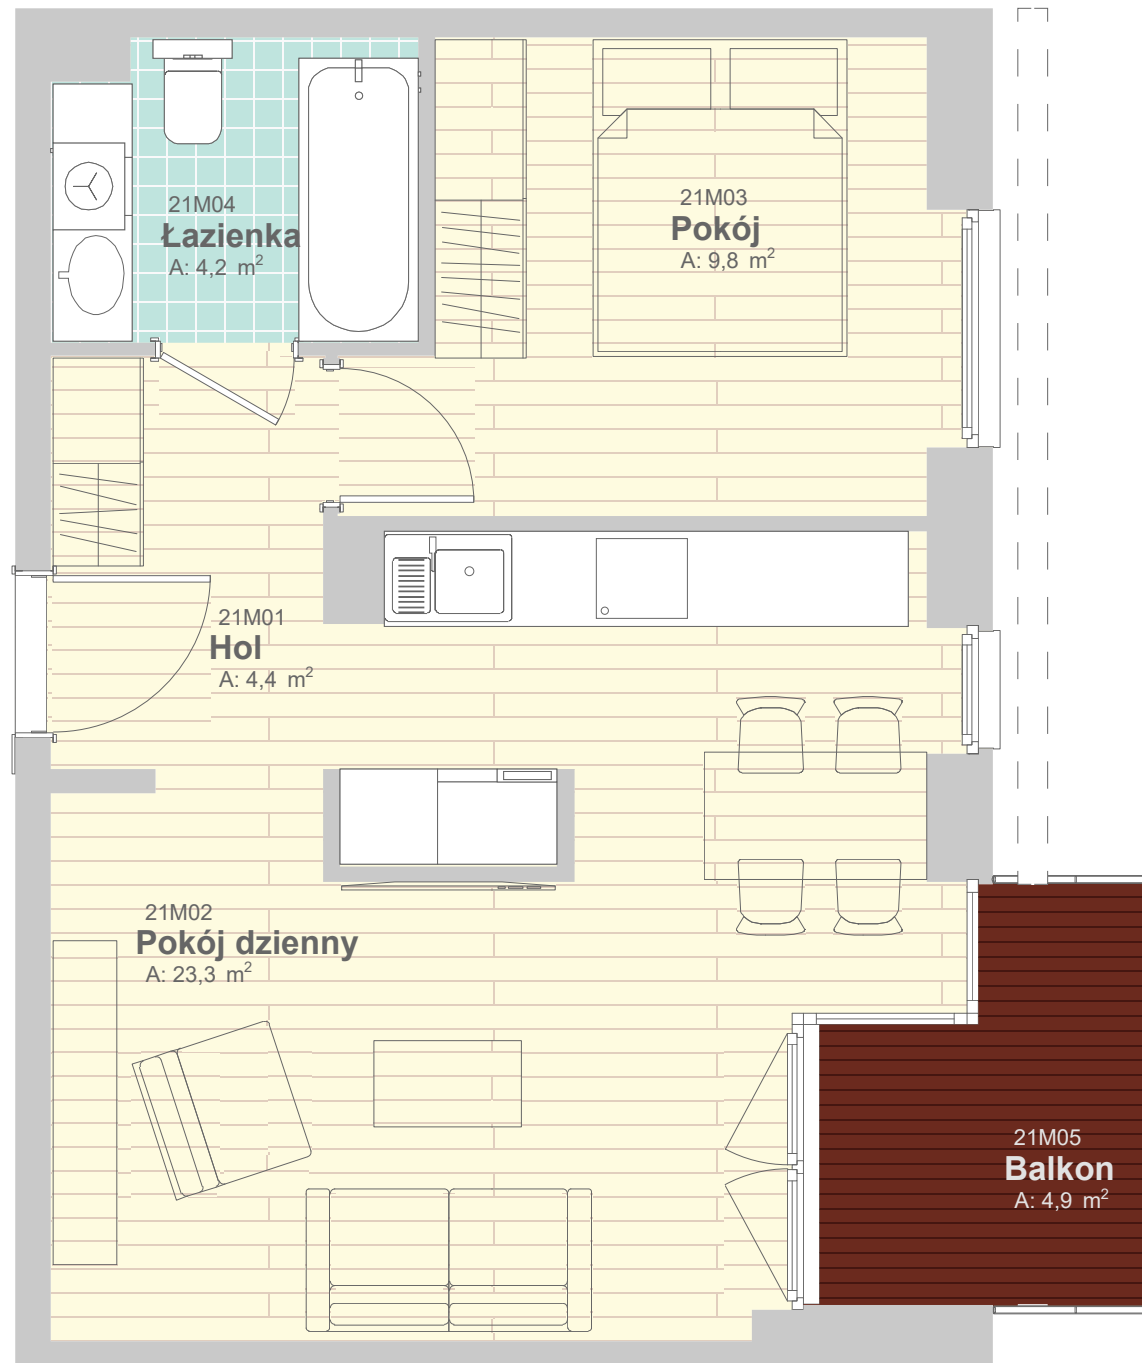 21M04
Łazienka
A: 4,2 m²
21M03
Pokój
A: 9,8 m²
21M01
Hol
A: 4,4 m²
21M02
Pokój dzienny
A: 23,3 m²
21M05
Balkon
A: 4,9 m²